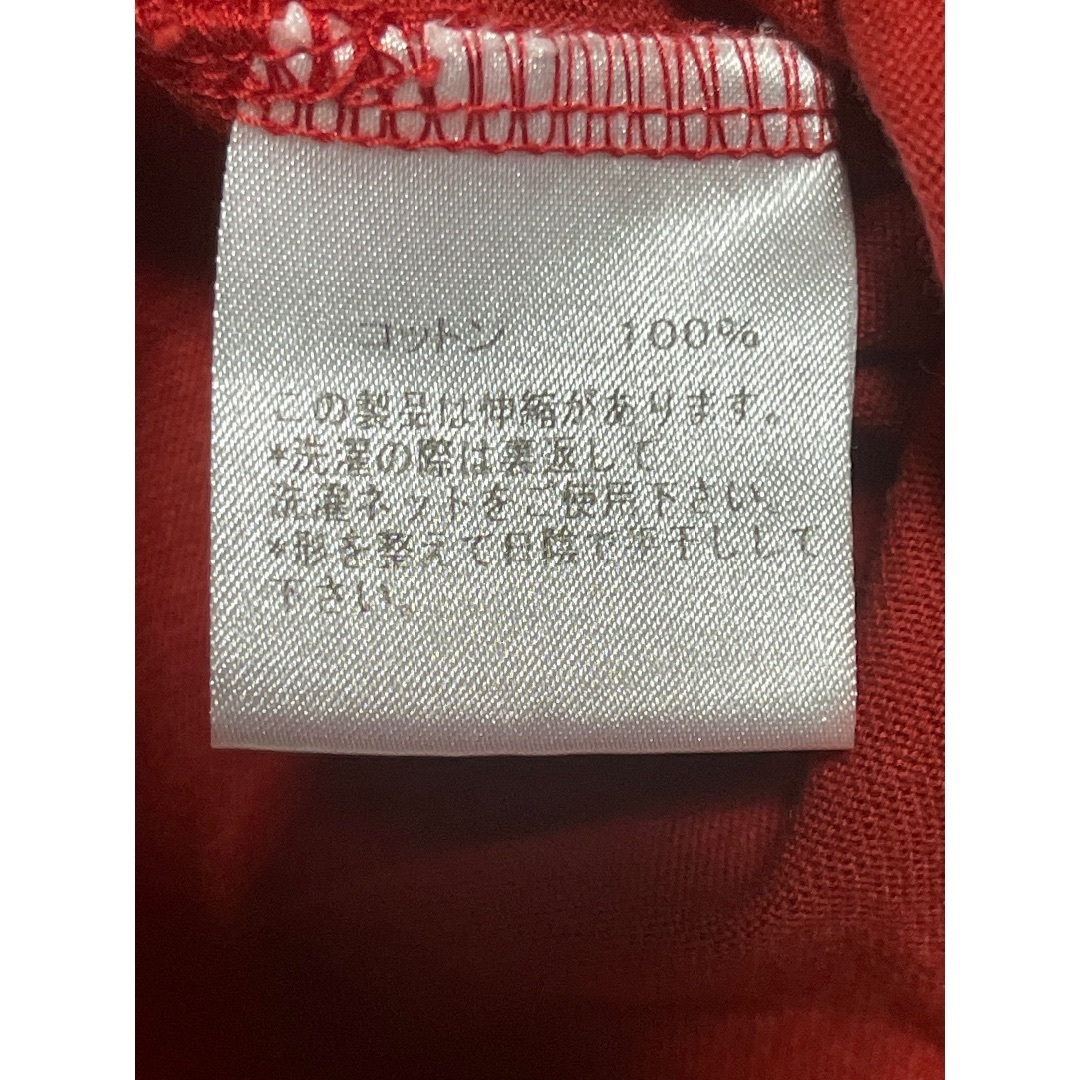 コットン 100%
この製品は伸縮があります。
*洗濯の際は裏返して
洗濯ネットをご使用下さい。
*形を整えて日陰で平干しして
下さい。